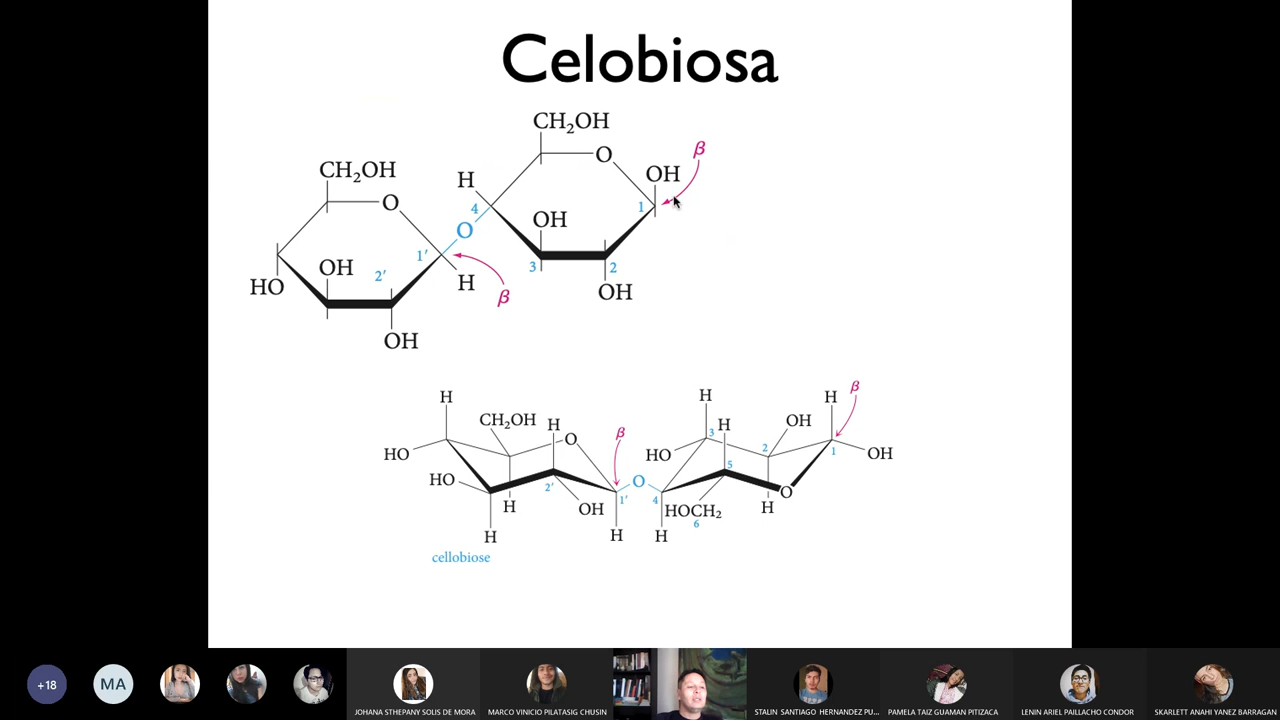 Celobiosa
CH₂OH
O
OH
β
H
4
1
OH
O
3
2
OH
CH₂OH
O
1′
H
β
OH
2′
HO
OH
H
CH₂OH
H
O
HO
HO
2′
H
OH
H
β
1′
O
4
H
H
H
3
H
HO
5
HOCH₂
6
OH
2
H
O
H
β
1
OH
cellobiose
+18
MA
JOHANA STHEPANY SOLIS DE MORA
MARCO VINICIO PILATASIG CHUSIN
STALIN SANTIAGO HERNANDEZ PU...
PAMELA TAIZ GUAMAN PITIZACA
LENIN ARIEL PAILLACHO CONDOR
SKARLETT ANAHI YANEZ BARRAGAN